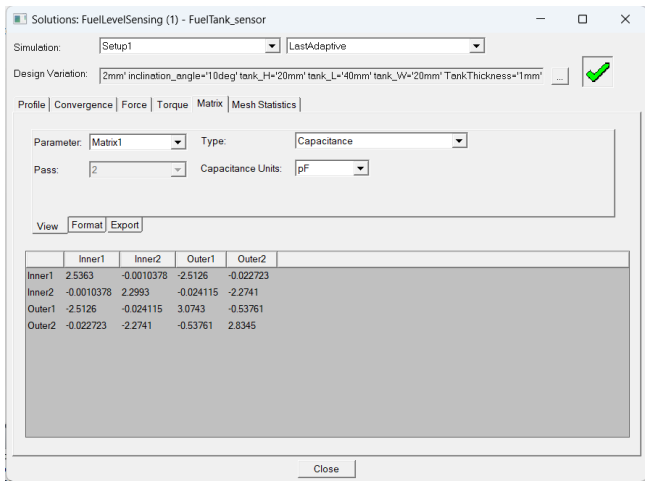 Solutions: FuelLevelSensing (1) - FuelTank_sensor
Simulation: Setup1 LastAdaptive
Design Variation: 2mm' inclination_angle='10deg' tank_H='20mm' tank_L='40mm' tank_W='20mm' TankThickness='1mm' ...
Profile Convergence Force Torque Matrix Mesh Statistics
Parameter: Matrix1 Type: Capacitance
Pass: 2 Capacitance Units: pF
View Format Export
Inner1 Inner2 Outer1 Outer2
Inner1 2.5363 -0.0010378 -2.5126 -0.022723
Inner2 -0.0010378 2.2993 -0.024115 -2.2741
Outer1 -2.5126 -0.024115 3.0743 -0.53761
Outer2 -0.022723 -2.2741 -0.53761 2.8345
Close